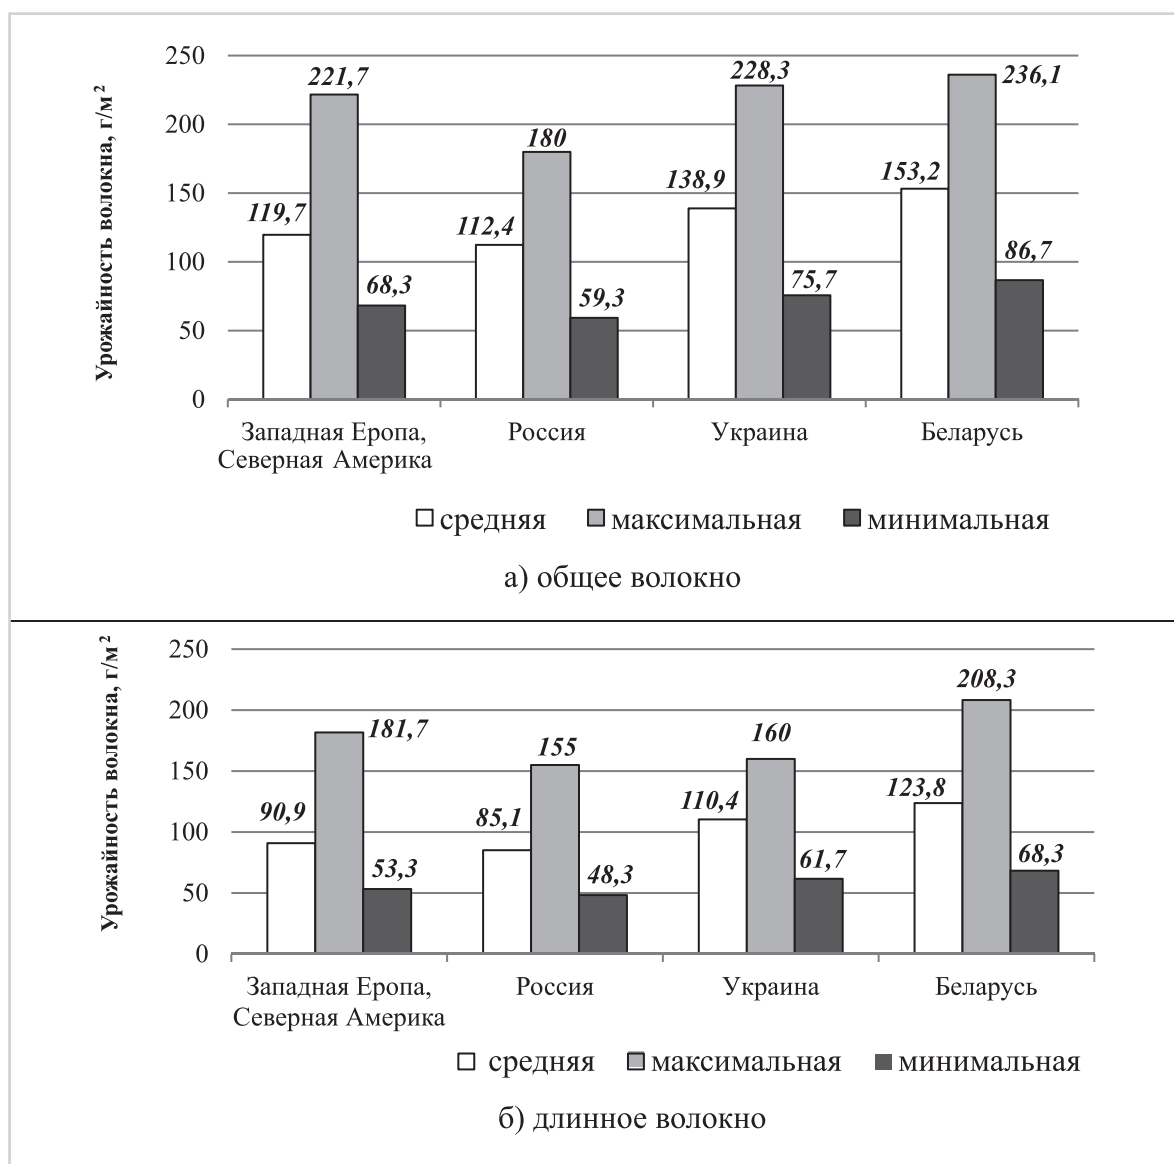 Урожайность волокна, г/м²
250
200
150
100
50
0
119,7
221,7
68,3
112,4
180
59,3
138,9
228,3
75,7
153,2
236,1
86,7
Западная Еропа,
Северная Америка
Россия
Украина
Беларусь
средняя максимальная минимальная
а) общее волокно
Урожайность волокна, г/м²
250
200
150
100
50
0
90,9
181,7
53,3
85,1
155
48,3
110,4
160
61,7
123,8
208,3
68,3
Западная Еропа,
Северная Америка
Россия
Украина
Беларусь
средняя максимальная минимальная
б) длинное волокно